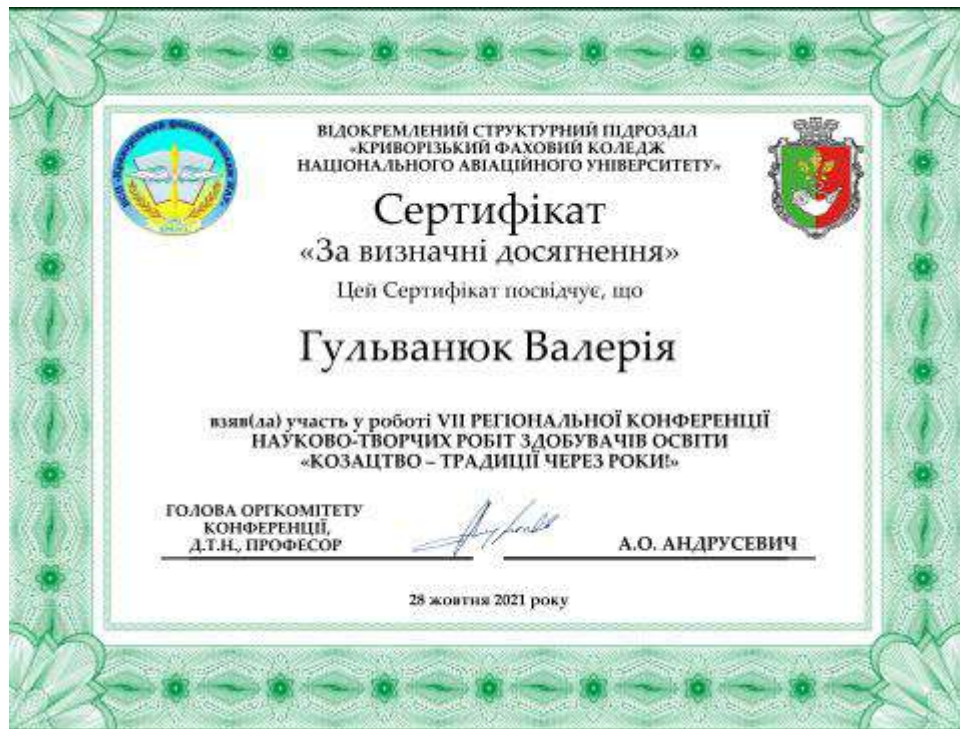 ВІДОКРЕМЛЕНИЙ СТРУКТУРНИЙ ПІДРОЗДІЛ
«КРИВОРІЗЬКИЙ ФАХОВИЙ КОЛЕДЖ
НАЦІОНАЛЬНОГО АВІАЦІЙНОГО УНІВЕРСИТЕТУ»
Сертифікат
«За визначні досягнення»
Цей Сертифікат посвідчує, що
Гульванюк Валерія
взяв(ла) участь у роботі VII РЕГІОНАЛЬНОЇ КОНФЕРЕНЦІЇ
НАУКОВО-ТВОРЧИХ РОБІТ ЗДОБУВАЧІВ ОСВІТИ
«КОЗАЦТВО – ТРАДИЦІЇ ЧЕРЕЗ РОКИ!»
ГОЛОВА ОРГКОМІТЕТУ
КОНФЕРЕНЦІЇ,
Д.Т.Н., ПРОФЕСОР
А.О. АНДРУСЕВИЧ
28 жовтня 2021 року